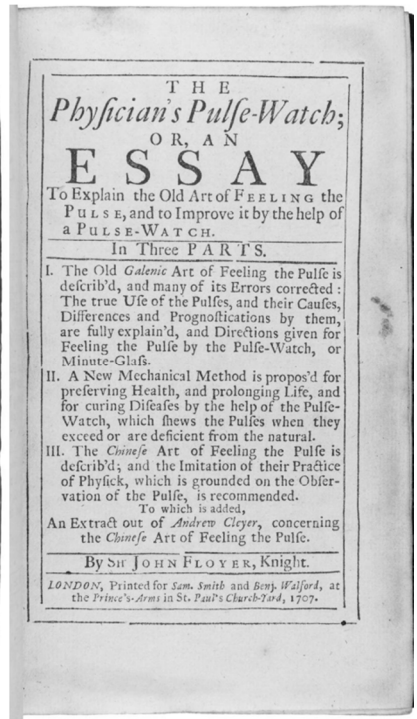 THE
Phyſician's Pulſe-Watch;
OR, AN
ESSAY
To Explain the Old Art of FEELING the
PULSE, and to Improve it by the help of
a PULSE-WATCH.
In Three PARTS.
I. The Old Galenic Art of Feeling the Pulſe is
deſcrib'd, and many of its Errors corrected:
The true Uſe of the Pulſes, and their Cauſes,
Differences and Prognoſtications by them,
are fully explain'd, and Directions given for
Feeling the Pulſe by the Pulſe-Watch, or
Minute-Glaſs.
II. A New Mechanical Method is propos'd for
preſerving Health, and prolonging Life, and
for curing Diſeaſes by the help of the Pulſe-
Watch, which ſhews the Pulſes when they
exceed or are deficient from the natural.
III. The Chineſe Art of Feeling the Pulſe is
deſcrib'd; and the Imitation of their Practice
of Phyſick, which is grounded on the Obſer-
vation of the Pulſe, is recommended.
To which is added,
An Extract out of Andrew Cleyer, concerning
the Chineſe Art of Feeling the Pulſe.
By Sir JOHN FLOYER, Knight.
LONDON, Printed for Sam. Smith and Benj. Walford, at
the Prince's-Arms in St. Paul's Church-Yard, 1707.